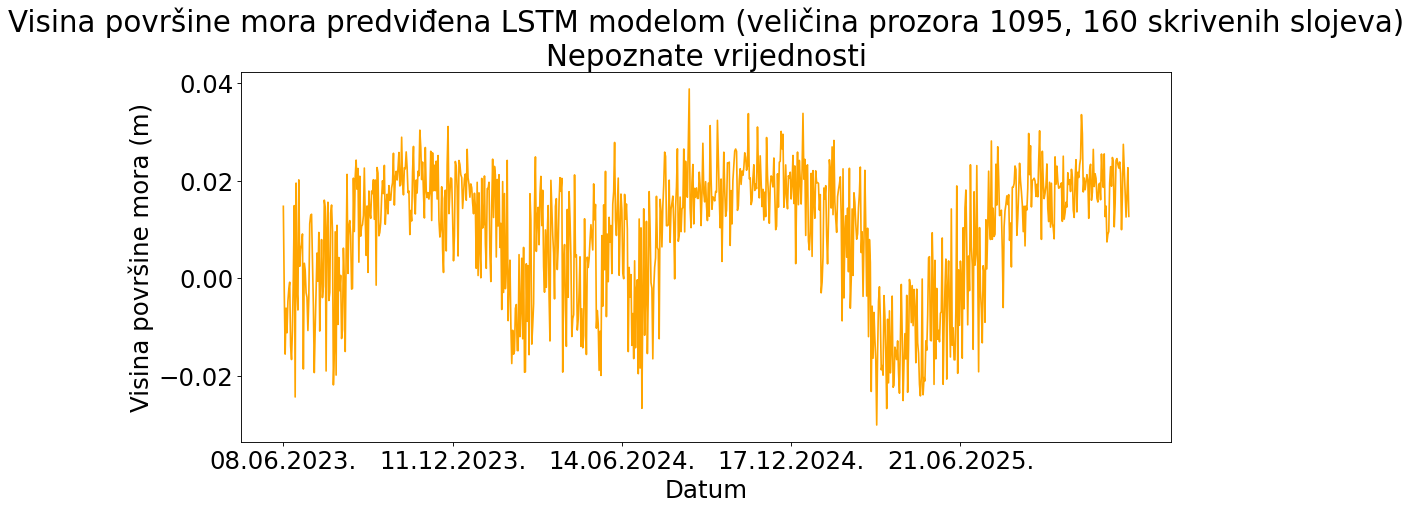 Visina površine mora predviđena LSTM modelom (veličina prozora 1095, 160 skrivenih slojeva)
Nepoznate vrijednosti
Visina površine mora (m)
0.04
0.02
0.00
−0.02
08.06.2023. 11.12.2023. 14.06.2024. 17.12.2024. 21.06.2025.
Datum